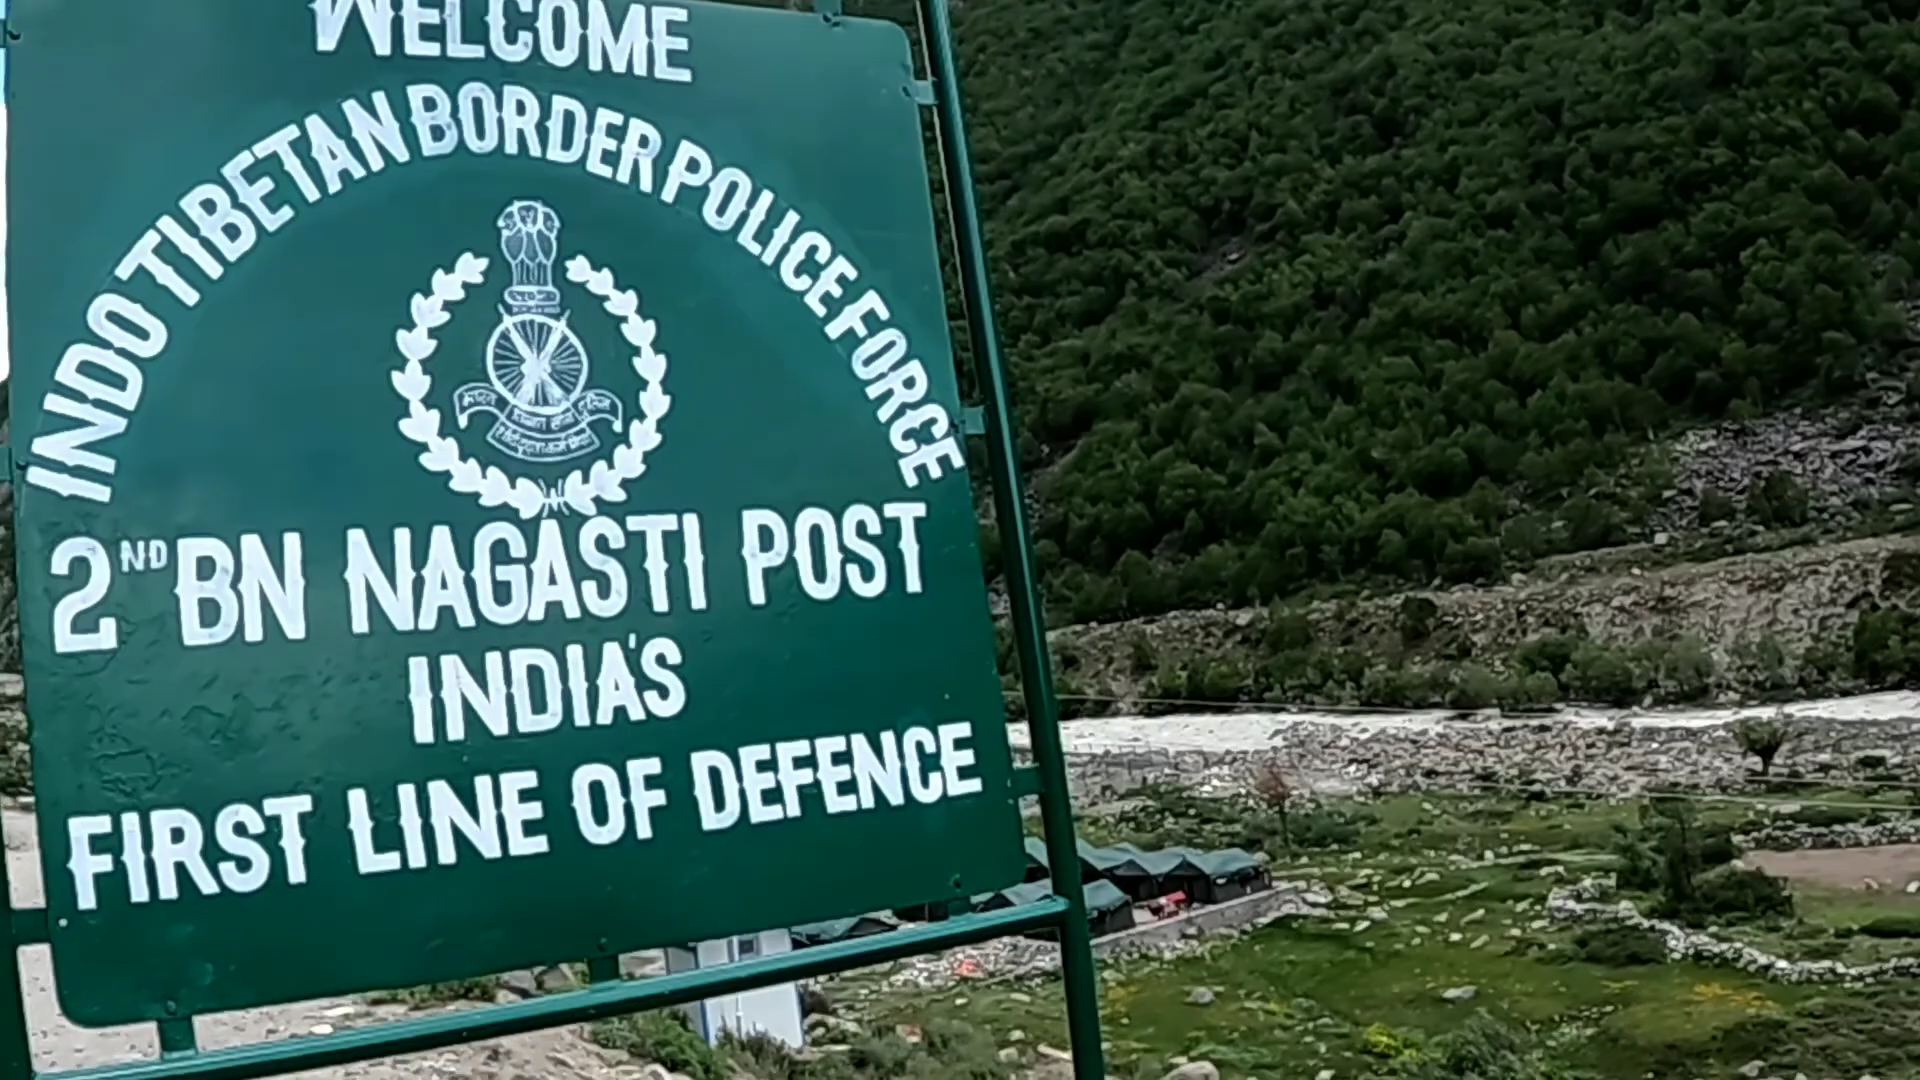 WELCOME
INDO TIBETAN BORDER POLICE FORCE
2ND BN NAGASTI POST
INDIA'S
FIRST LINE OF DEFENCE